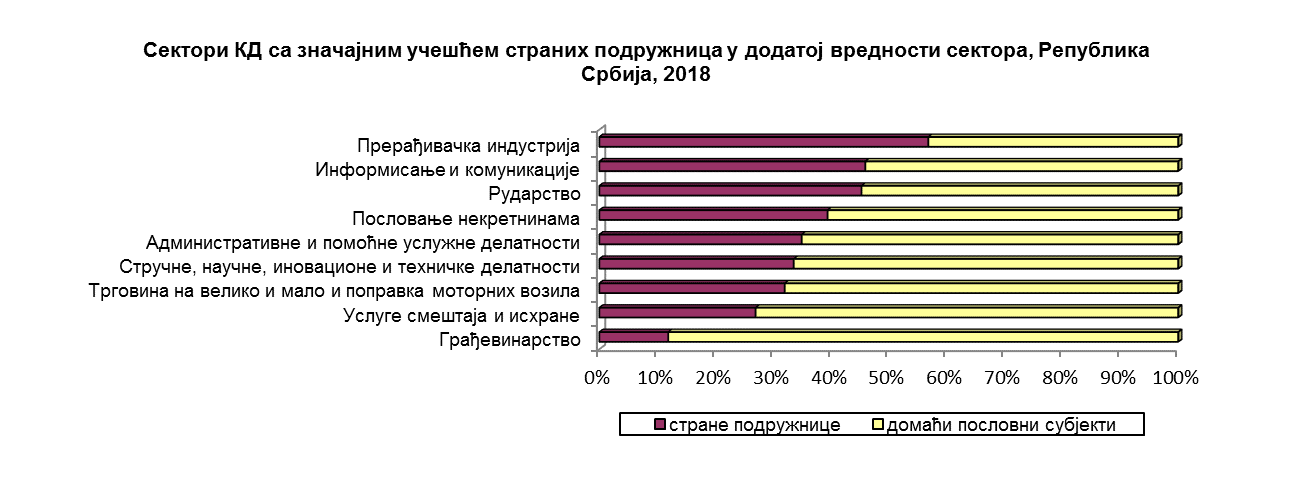 Сектори КД са значајним учешћем страних подружница у додатој вредности сектора, Република
Србија, 2018
Прерађивачка индустрија
Информисање и комуникације
Рударство
Пословање некретнинама
Административне и помоћне услужне делатности
Стручне, научне, иновационе и техничке делатности
Трговина на велико и мало и поправка моторних возила
Услуге смештаја и исхране
Грађевинарство
0% 10% 20% 30% 40% 50% 60% 70% 80% 90% 100%
стране подружнице домаћи пословни субјекти